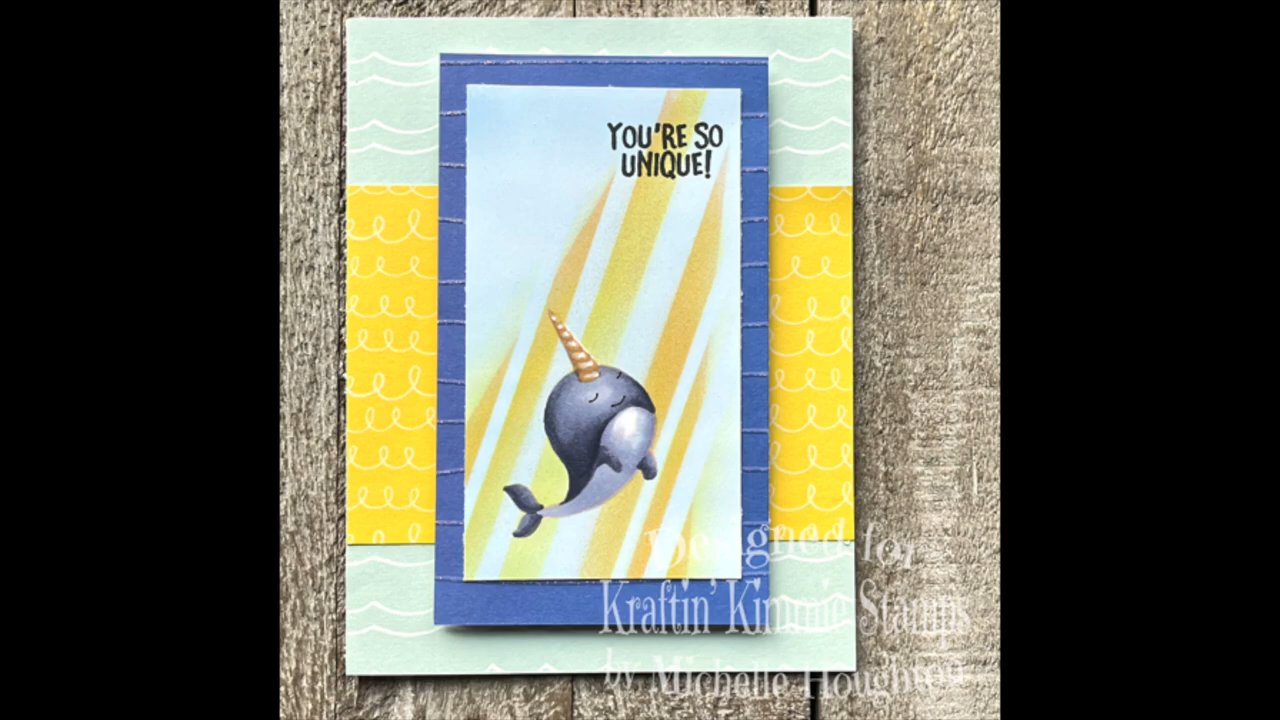 YOU'RE SO
UNIQUE!
Designed for
Kraftin' Kimmie Stamps
by Michelle Houghton